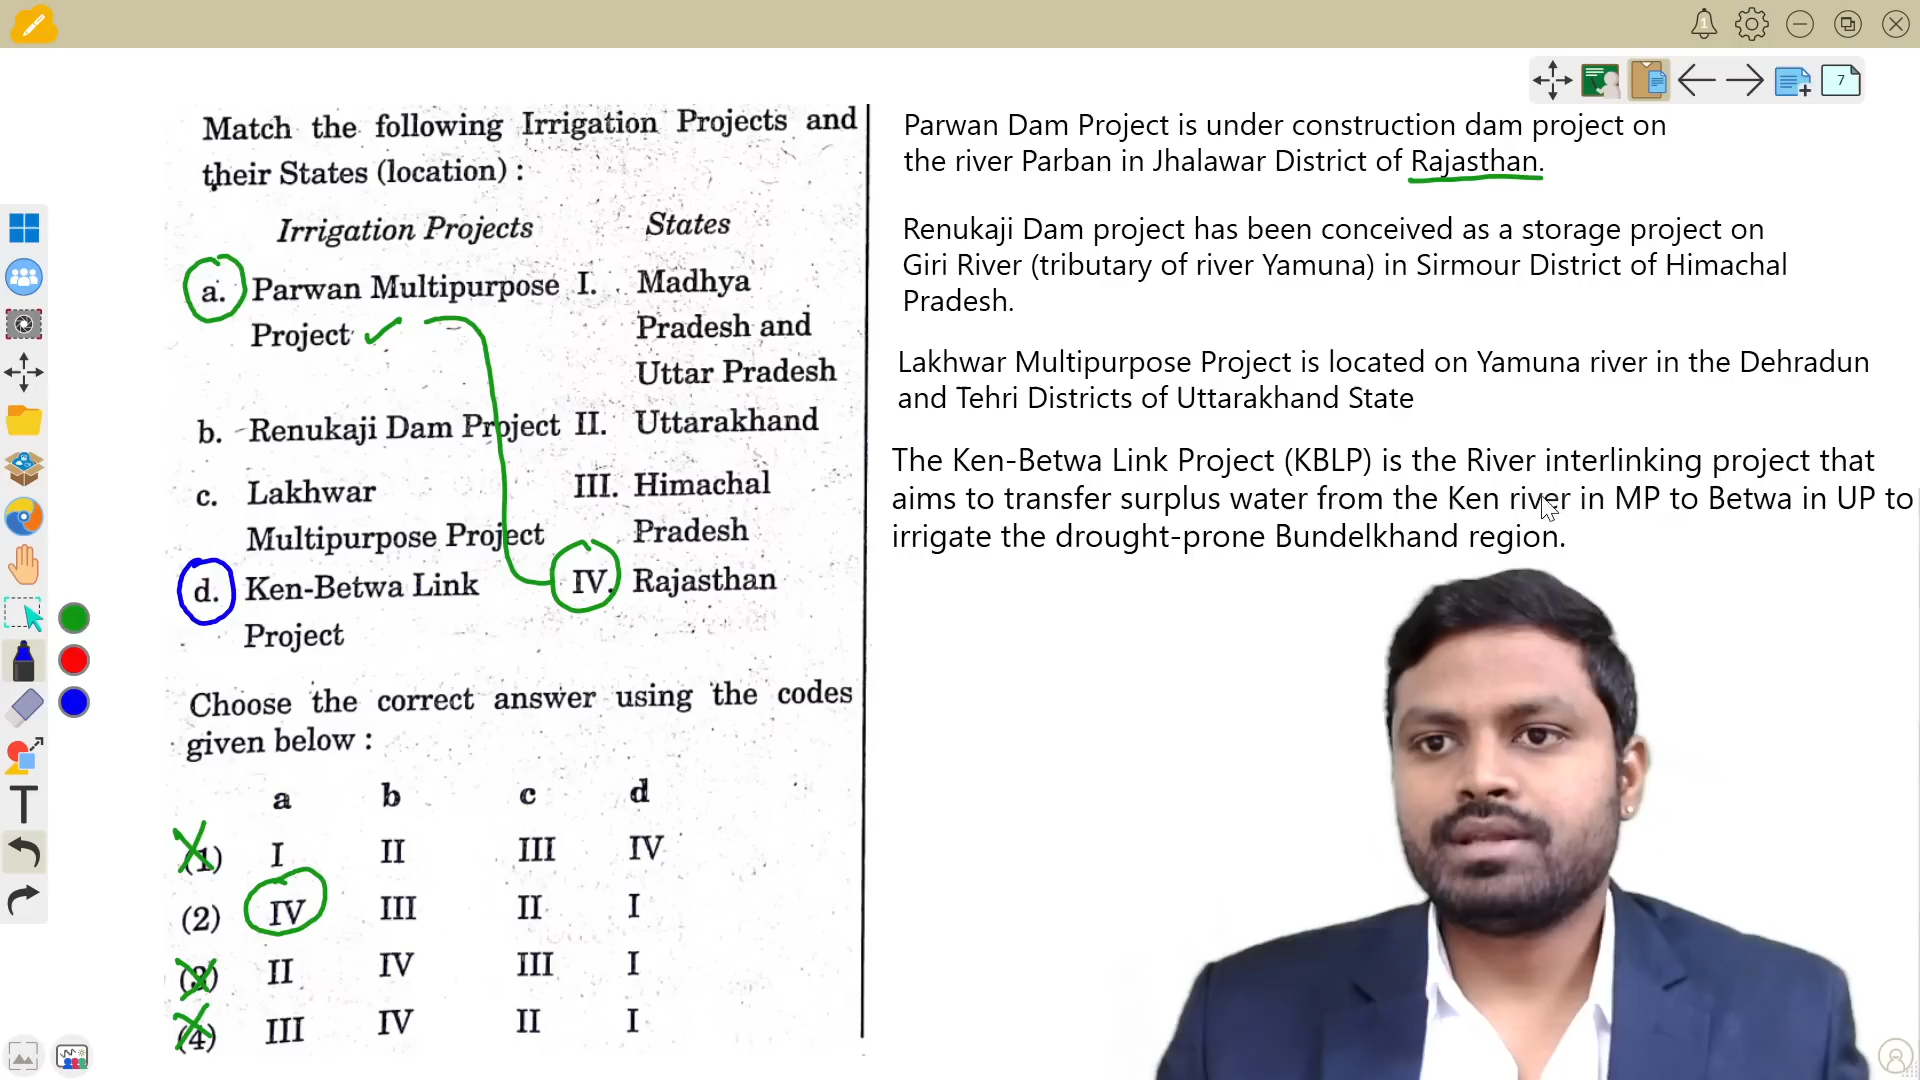 1
7
Match the following Irrigation Projects and
their States (location) :
Irrigation Projects States
a. Parwan Multipurpose I. Madhya
Project Pradesh and
Uttar Pradesh
b. Renukaji Dam Project II. Uttarakhand
c. Lakhwar III. Himachal
Multipurpose Project Pradesh
d. Ken-Betwa Link IV. Rajasthan
Project
Choose the correct answer using the codes
given below :
a b c d
(1) I II III IV
(2) IV III II I
(3) II IV III I
(4) III IV II I
Parwan Dam Project is under construction dam project on
the river Parban in Jhalawar District of Rajasthan.
Renukaji Dam project has been conceived as a storage project on
Giri River (tributary of river Yamuna) in Sirmour District of Himachal
Pradesh.
Lakhwar Multipurpose Project is located on Yamuna river in the Dehradun
and Tehri Districts of Uttarakhand State
The Ken-Betwa Link Project (KBLP) is the River interlinking project that
aims to transfer surplus water from the Ken river in MP to Betwa in UP to
irrigate the drought-prone Bundelkhand region.
T